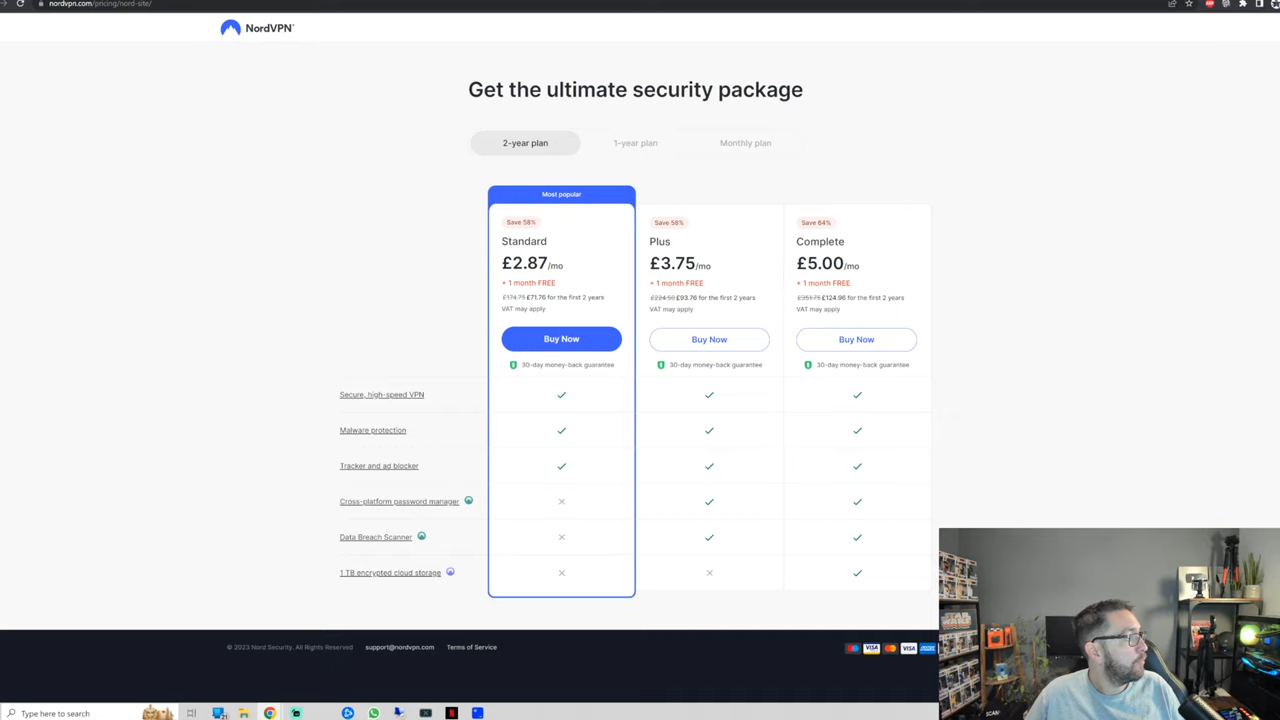 nordvpn.com/pricing/nord-site/
NordVPN
Get the ultimate security package
2-year plan
1-year plan
Monthly plan
Most popular
Save 58%
Standard
£2.87/mo
+ 1 month FREE
£174.75 £71.76 for the first 2 years
VAT may apply
Buy Now
30-day money-back guarantee
Save 58%
Plus
£3.75/mo
+ 1 month FREE
£93.76 for the first 2 years
VAT may apply
Buy Now
30-day money-back guarantee
Save 64%
Complete
£5.00/mo
+ 1 month FREE
£351.75 £124.96 for the first 2 years
VAT may apply
Buy Now
30-day money-back guarantee
Secure, high-speed VPN
Malware protection
Tracker and ad blocker
Cross-platform password manager
Data Breach Scanner
1 TB encrypted cloud storage
© 2023 Nord Security. All Rights Reserved
support@nordvpn.com
Terms of Service
VISA
VISA
Type here to search